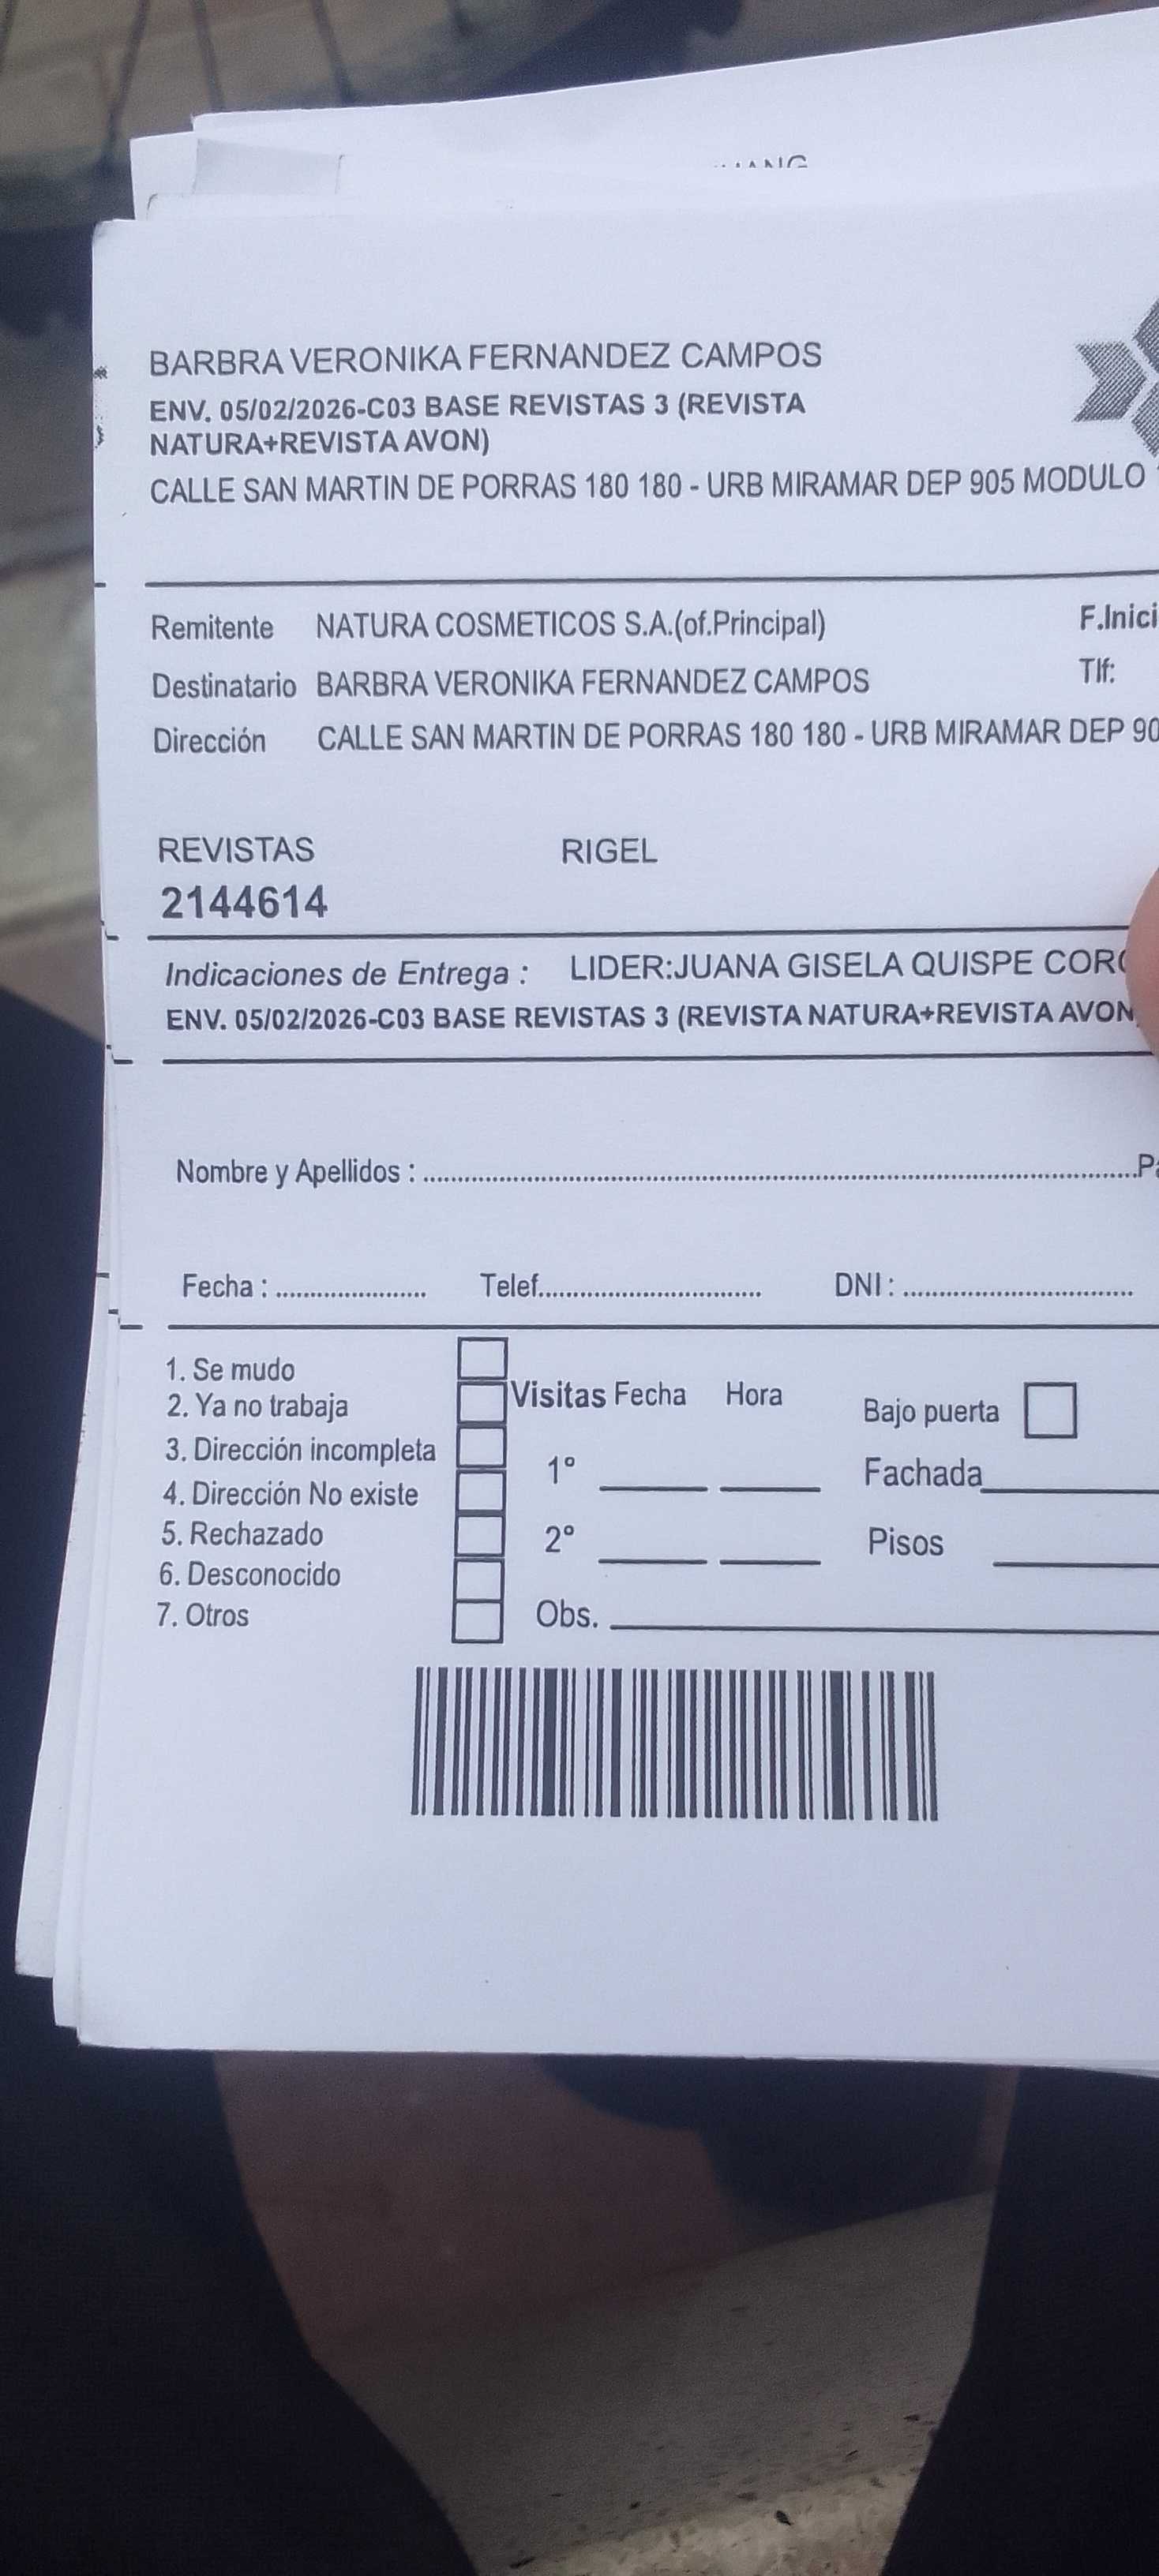 BARBRA VERONIKA FERNANDEZ CAMPOS
ENV. 05/02/2026-C03 BASE REVISTAS 3 (REVISTA
NATURA+REVISTA AVON)
CALLE SAN MARTIN DE PORRAS 180 180 - URB MIRAMAR DEP 905 MODULO
Remitente NATURA COSMETICOS S.A.(of.Principal) F.Inici
Destinatario BARBRA VERONIKA FERNANDEZ CAMPOS Tlf:
Dirección CALLE SAN MARTIN DE PORRAS 180 180 - URB MIRAMAR DEP 90
REVISTAS RIGEL
2144614
Indicaciones de Entrega : LIDER:JUANA GISELA QUISPE
ENV. 05/02/2026-C03 BASE REVISTAS 3 (REVISTA NATURA+REVISTA AVON
Nombre y Apellidos :
Fecha : Telef. DNI :
1. Se mudo
2. Ya no trabaja Visitas Fecha Hora Bajo puerta
3. Dirección incompleta 1° Fachada
4. Dirección No existe
5. Rechazado 2° Pisos
6. Desconocido
7. Otros Obs.